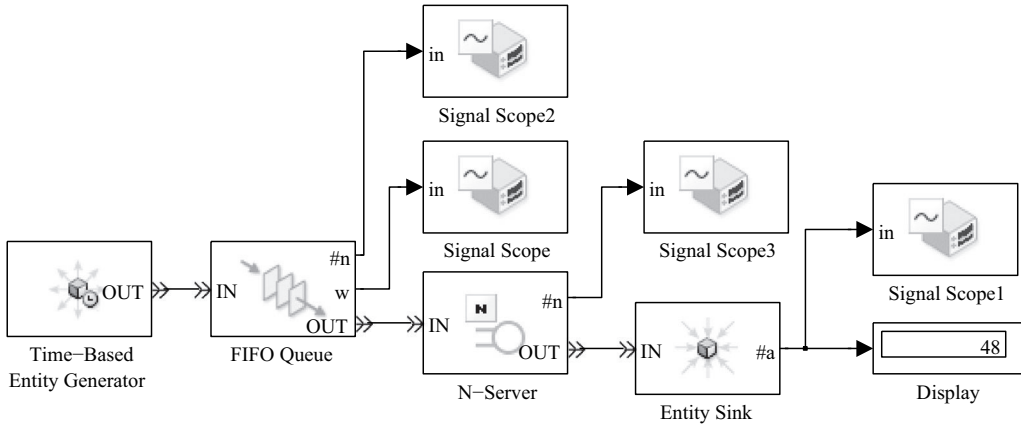 in
Signal Scope2
in
Signal Scope
in
Signal Scope3
in
Signal Scope1
OUT
Time−Based
Entity Generator
IN
#n
w
OUT
FIFO Queue
IN
N
#n
OUT
N−Server
IN
#a
Entity Sink
48
Display